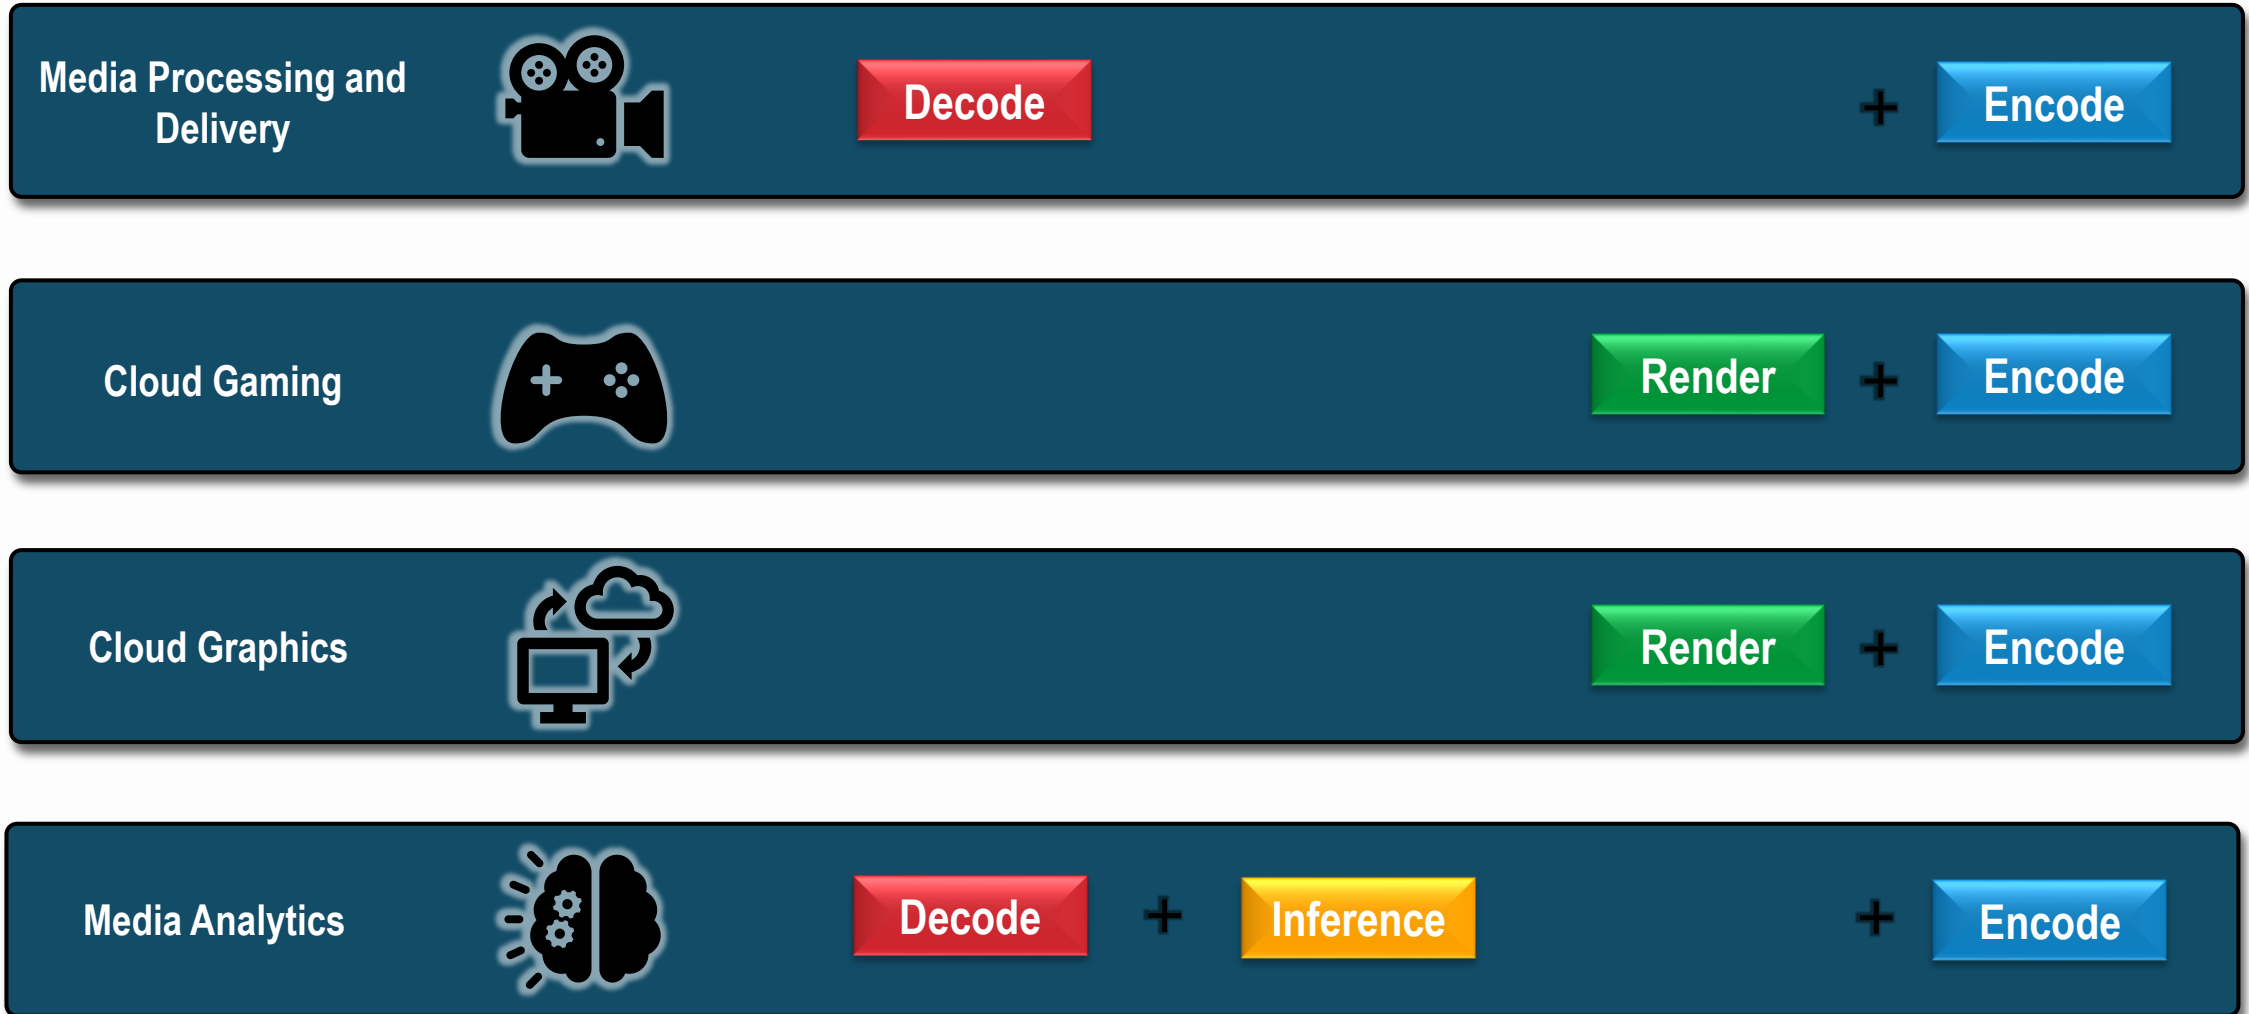 Media Processing and
Delivery
Decode + Encode
Cloud Gaming
Render + Encode
Cloud Graphics
Render + Encode
Media Analytics
Decode + Inference + Encode